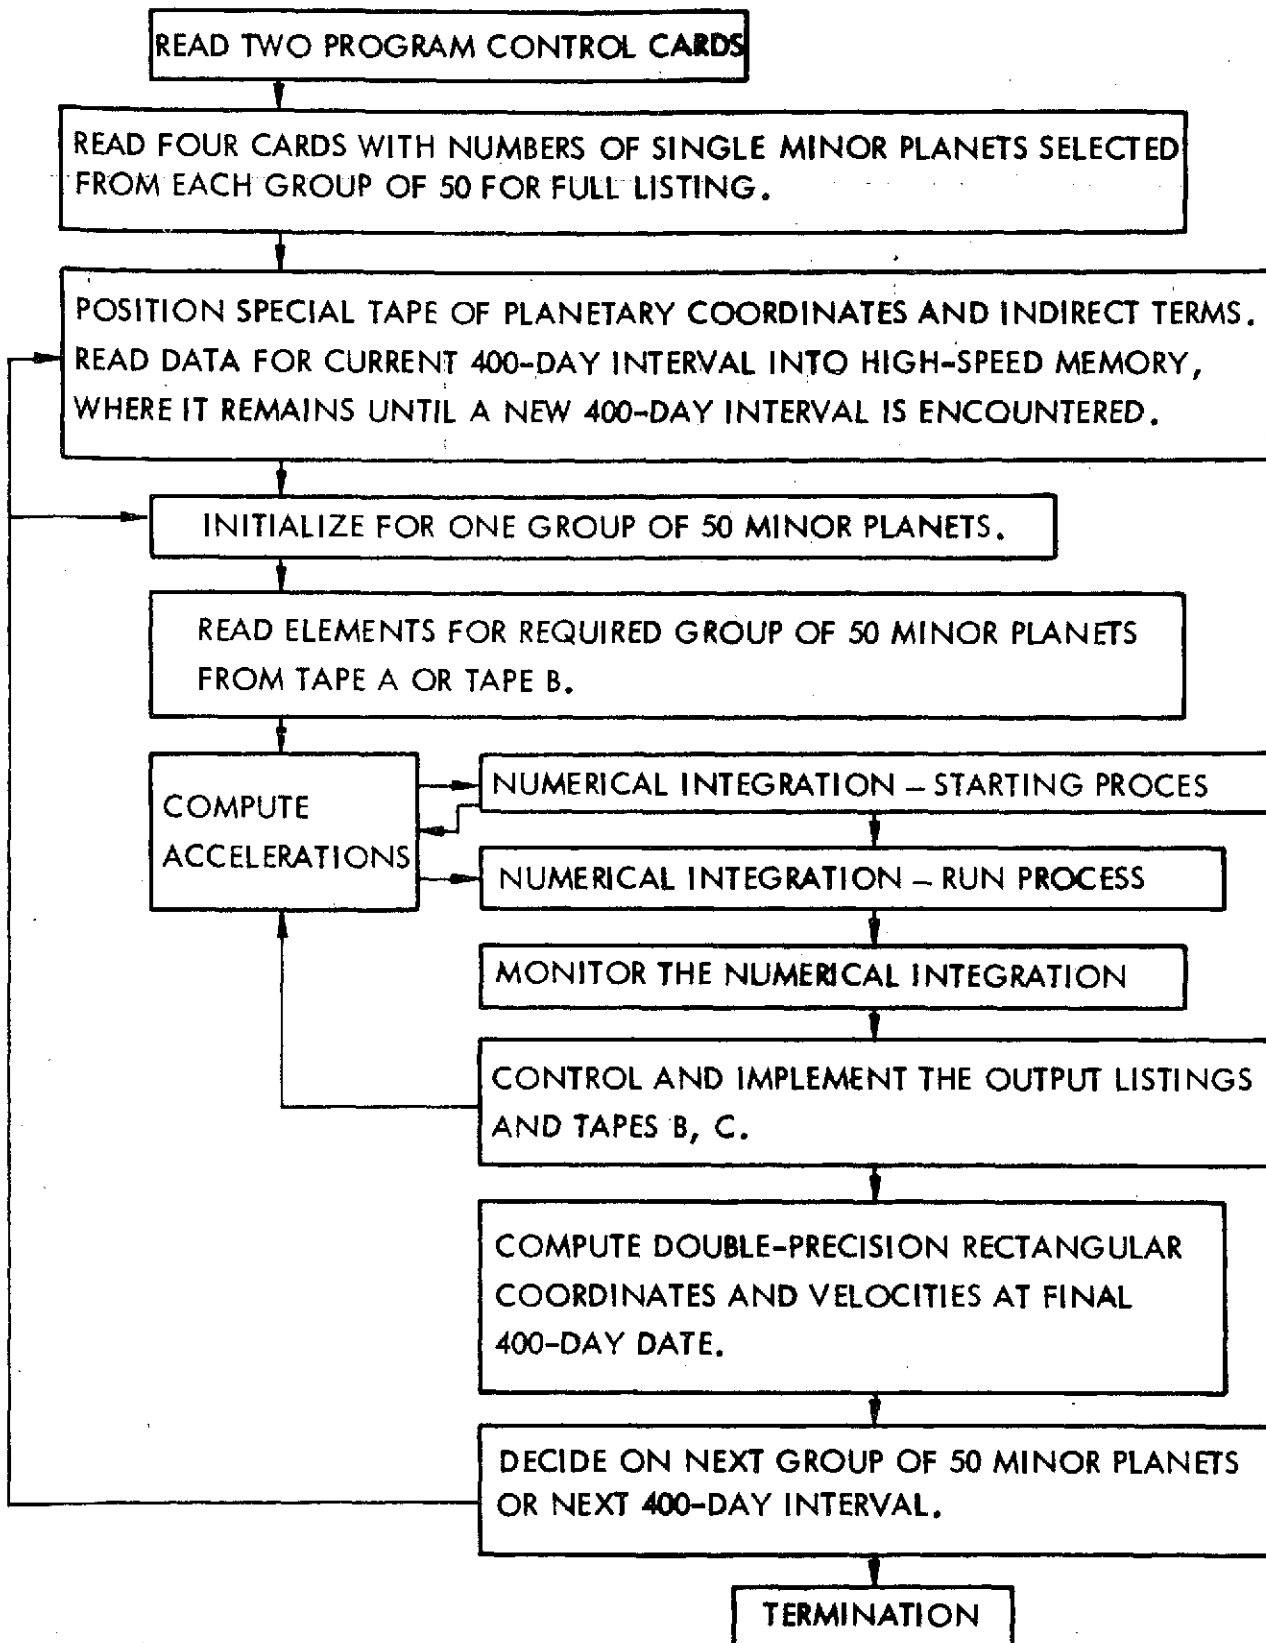 READ TWO PROGRAM CONTROL CARDS
READ FOUR CARDS WITH NUMBERS OF SINGLE MINOR PLANETS SELECTED
FROM EACH GROUP OF 50 FOR FULL LISTING.
POSITION SPECIAL TAPE OF PLANETARY COORDINATES AND INDIRECT TERMS.
READ DATA FOR CURRENT 400-DAY INTERVAL INTO HIGH-SPEED MEMORY,
WHERE IT REMAINS UNTIL A NEW 400-DAY INTERVAL IS ENCOUNTERED.
INITIALIZE FOR ONE GROUP OF 50 MINOR PLANETS.
READ ELEMENTS FOR REQUIRED GROUP OF 50 MINOR PLANETS
FROM TAPE A OR TAPE B.
COMPUTE
ACCELERATIONS
NUMERICAL INTEGRATION – STARTING PROCES
NUMERICAL INTEGRATION – RUN PROCESS
MONITOR THE NUMERICAL INTEGRATION
CONTROL AND IMPLEMENT THE OUTPUT LISTINGS
AND TAPES B, C.
COMPUTE DOUBLE-PRECISION RECTANGULAR
COORDINATES AND VELOCITIES AT FINAL
400-DAY DATE.
DECIDE ON NEXT GROUP OF 50 MINOR PLANETS
OR NEXT 400-DAY INTERVAL.
TERMINATION